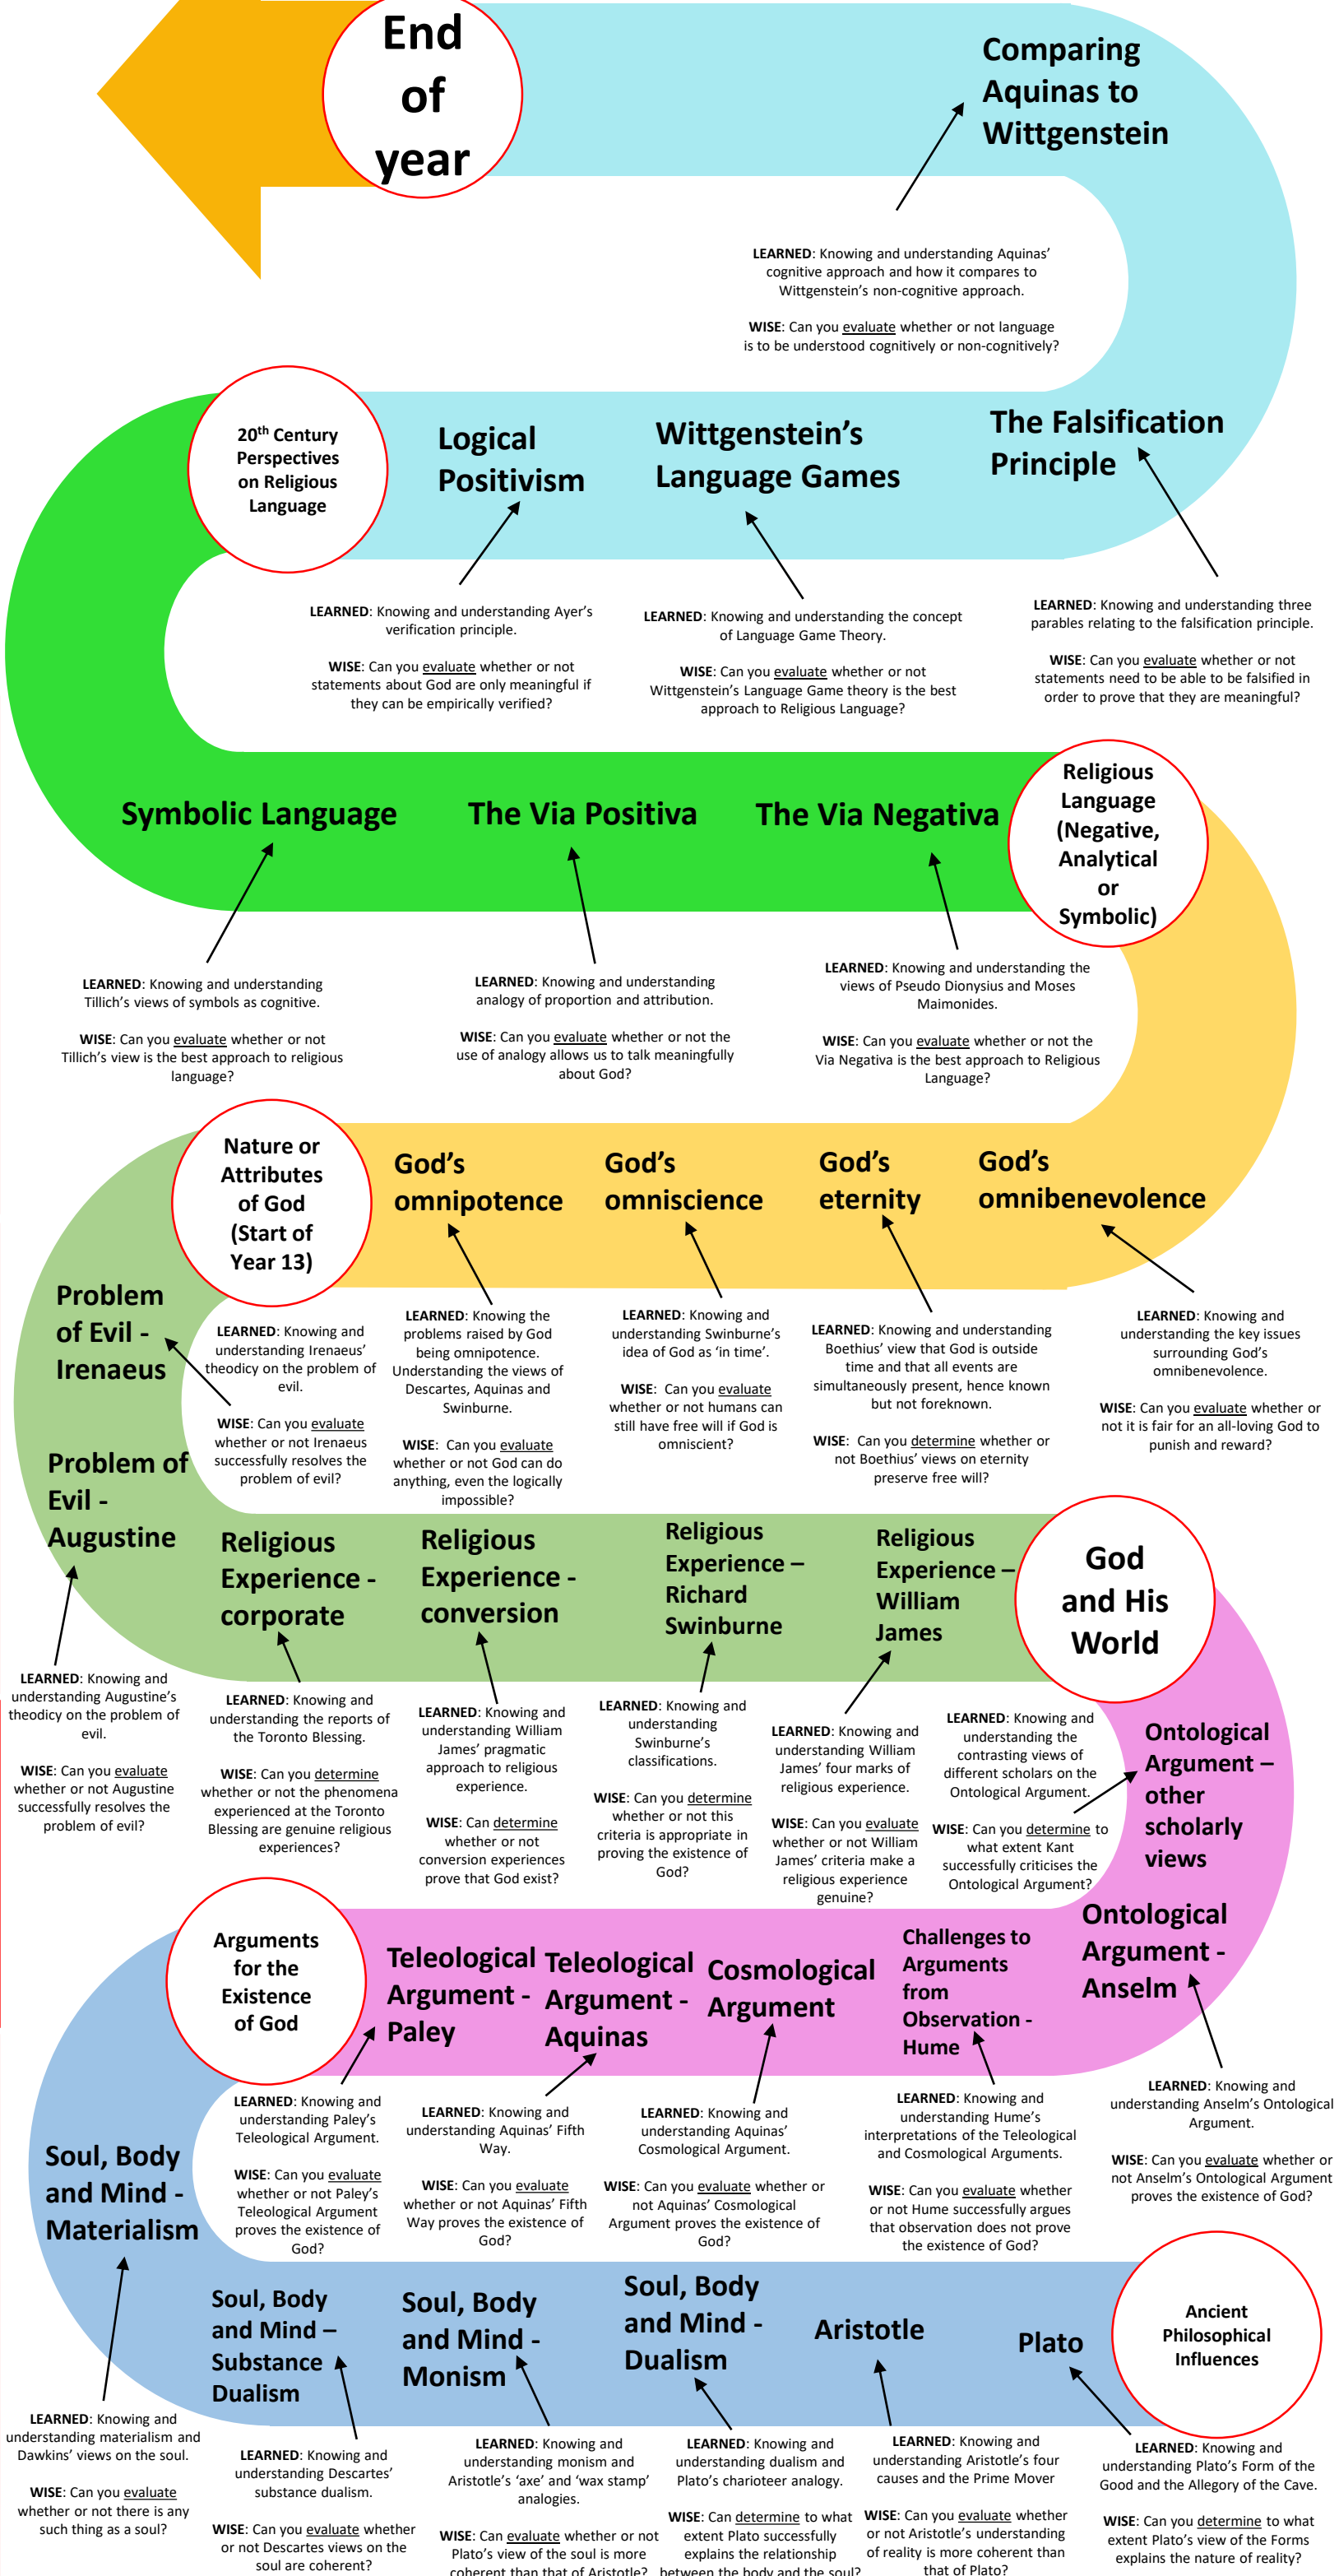 End
of
year
Comparing
Aquinas to
Wittgenstein
LEARNED: Knowing and understanding Aquinas’
cognitive approach and how it compares to
Wittgenstein’s non-cognitive approach.
WISE: Can you evaluate whether or not language
is to be understood cognitively or non-cognitively?
20th Century
Perspectives
on Religious
Language
Logical
Positivism
Wittgenstein’s
Language Games
The Falsification
Principle
LEARNED: Knowing and understanding Ayer’s
verification principle.
WISE: Can you evaluate whether or not
statements about God are only meaningful if
they can be empirically verified?
LEARNED: Knowing and understanding the concept
of Language Game Theory.
WISE: Can you evaluate whether or not
Wittgenstein’s Language Game theory is the best
approach to Religious Language?
LEARNED: Knowing and understanding three
parables relating to the falsification principle.
WISE: Can you evaluate whether or not
statements need to be able to be falsified in
order to prove that they are meaningful?
Symbolic Language
The Via Positiva
The Via Negativa
Religious
Language
(Negative,
Analytical
or
Symbolic)
LEARNED: Knowing and understanding
Tillich’s views of symbols as cognitive.
WISE: Can you evaluate whether or not
Tillich’s view is the best approach to religious
language?
LEARNED: Knowing and understanding
analogy of proportion and attribution.
WISE: Can you evaluate whether or not the
use of analogy allows us to talk meaningfully
about God?
LEARNED: Knowing and understanding the
views of Pseudo Dionysius and Moses
Maimonides.
WISE: Can you evaluate whether or not the
Via Negativa is the best approach to Religious
Language?
Nature or
Attributes
of God
(Start of
Year 13)
God’s
omnipotence
God’s
omniscience
God’s
eternity
God’s
omnibenevolence
Problem
of Evil -
Irenaeus
LEARNED: Knowing and
understanding Irenaeus’
theodicy on the problem of
evil.
WISE: Can you evaluate
whether or not Irenaeus
successfully resolves the
problem of evil?
LEARNED: Knowing the
problems raised by God
being omnipotence.
Understanding the views of
Descartes, Aquinas and
Swinburne.
WISE: Can you evaluate
whether or not God can do
anything, even the logically
impossible?
LEARNED: Knowing and
understanding Swinburne’s
idea of God as ‘in time’.
WISE: Can you evaluate
whether or not humans can
still have free will if God is
omniscient?
LEARNED: Knowing and understanding
Boethius’ view that God is outside
time and that all events are
simultaneously present, hence known
but not foreknown.
WISE: Can you determine whether or
not Boethius’ views on eternity
preserve free will?
LEARNED: Knowing and
understanding the key issues
surrounding God’s
omnibenevolence.
WISE: Can you evaluate whether or
not it is fair for an all-loving God to
punish and reward?
Problem of
Evil -
Augustine
Religious
Experience -
corporate
Religious
Experience -
conversion
Religious
Experience –
Richard
Swinburne
Religious
Experience –
William
James
God
and His
World
LEARNED: Knowing and
understanding Augustine’s
theodicy on the problem of
evil.
WISE: Can you evaluate
whether or not Augustine
successfully resolves the
problem of evil?
LEARNED: Knowing and
understanding the reports of
the Toronto Blessing.
WISE: Can you determine
whether or not the phenomena
experienced at the Toronto
Blessing are genuine religious
experiences?
LEARNED: Knowing and
understanding William
James’ pragmatic
approach to religious
experience.
WISE: Can determine
whether or not
conversion experiences
prove that God exist?
LEARNED: Knowing and
understanding
Swinburne’s
classifications.
WISE: Can you determine
whether or not this
criteria is appropriate in
proving the existence of
God?
LEARNED: Knowing and
understanding William
James’ four marks of
religious experience.
WISE: Can you evaluate
whether or not William
James’ criteria make a
religious experience
genuine?
LEARNED: Knowing and
understanding the
contrasting views of
different scholars on the
Ontological Argument.
WISE: Can you determine to
what extent Kant
successfully criticises the
Ontological Argument?
Ontological
Argument –
other
scholarly
views
Arguments
for the
Existence
of God
Teleological
Argument -
Paley
Teleological
Argument -
Aquinas
Cosmological
Argument
Challenges to
Arguments
from
Observation -
Hume
Ontological
Argument -
Anselm
LEARNED: Knowing and
understanding Paley’s
Teleological Argument.
WISE: Can you evaluate
whether or not Paley’s
Teleological Argument
proves the existence of
God?
LEARNED: Knowing and
understanding Aquinas’ Fifth
Way.
WISE: Can you evaluate
whether or not Aquinas’ Fifth
Way proves the existence of
God?
LEARNED: Knowing and
understanding Aquinas’
Cosmological Argument.
WISE: Can you evaluate whether or
not Aquinas’ Cosmological
Argument proves the existence of
God?
LEARNED: Knowing and
understanding Hume’s
interpretations of the Teleological
and Cosmological Arguments.
WISE: Can you evaluate whether
or not Hume successfully argues
that observation does not prove
the existence of God?
LEARNED: Knowing and
understanding Anselm’s Ontological
Argument.
WISE: Can you evaluate whether or
not Anselm’s Ontological Argument
proves the existence of God?
Soul, Body
and Mind -
Materialism
Soul, Body
and Mind –
Substance
Dualism
Soul, Body
and Mind -
Monism
Soul, Body
and Mind -
Dualism
Aristotle
Plato
Ancient
Philosophical
Influences
LEARNED: Knowing and
understanding materialism and
Dawkins’ views on the soul.
WISE: Can you evaluate
whether or not there is any
such thing as a soul?
LEARNED: Knowing and
understanding Descartes’
substance dualism.
WISE: Can you evaluate whether
or not Descartes views on the
soul are coherent?
LEARNED: Knowing and
understanding monism and
Aristotle’s ‘axe’ and ‘wax stamp’
analogies.
WISE: Can evaluate whether or not
Plato’s view of the soul is more
coherent than that of Aristotle?
LEARNED: Knowing and
understanding dualism and
Plato’s charioteer analogy.
WISE: Can determine to what
extent Plato successfully
explains the relationship
between the body and the soul?
LEARNED: Knowing and
understanding Aristotle’s four
causes and the Prime Mover
WISE: Can you evaluate whether
or not Aristotle’s understanding
of reality is more coherent than
that of Plato?
LEARNED: Knowing and
understanding Plato’s Form of the
Good and the Allegory of the Cave.
WISE: Can you determine to what
extent Plato’s view of the Forms
explains the nature of reality?